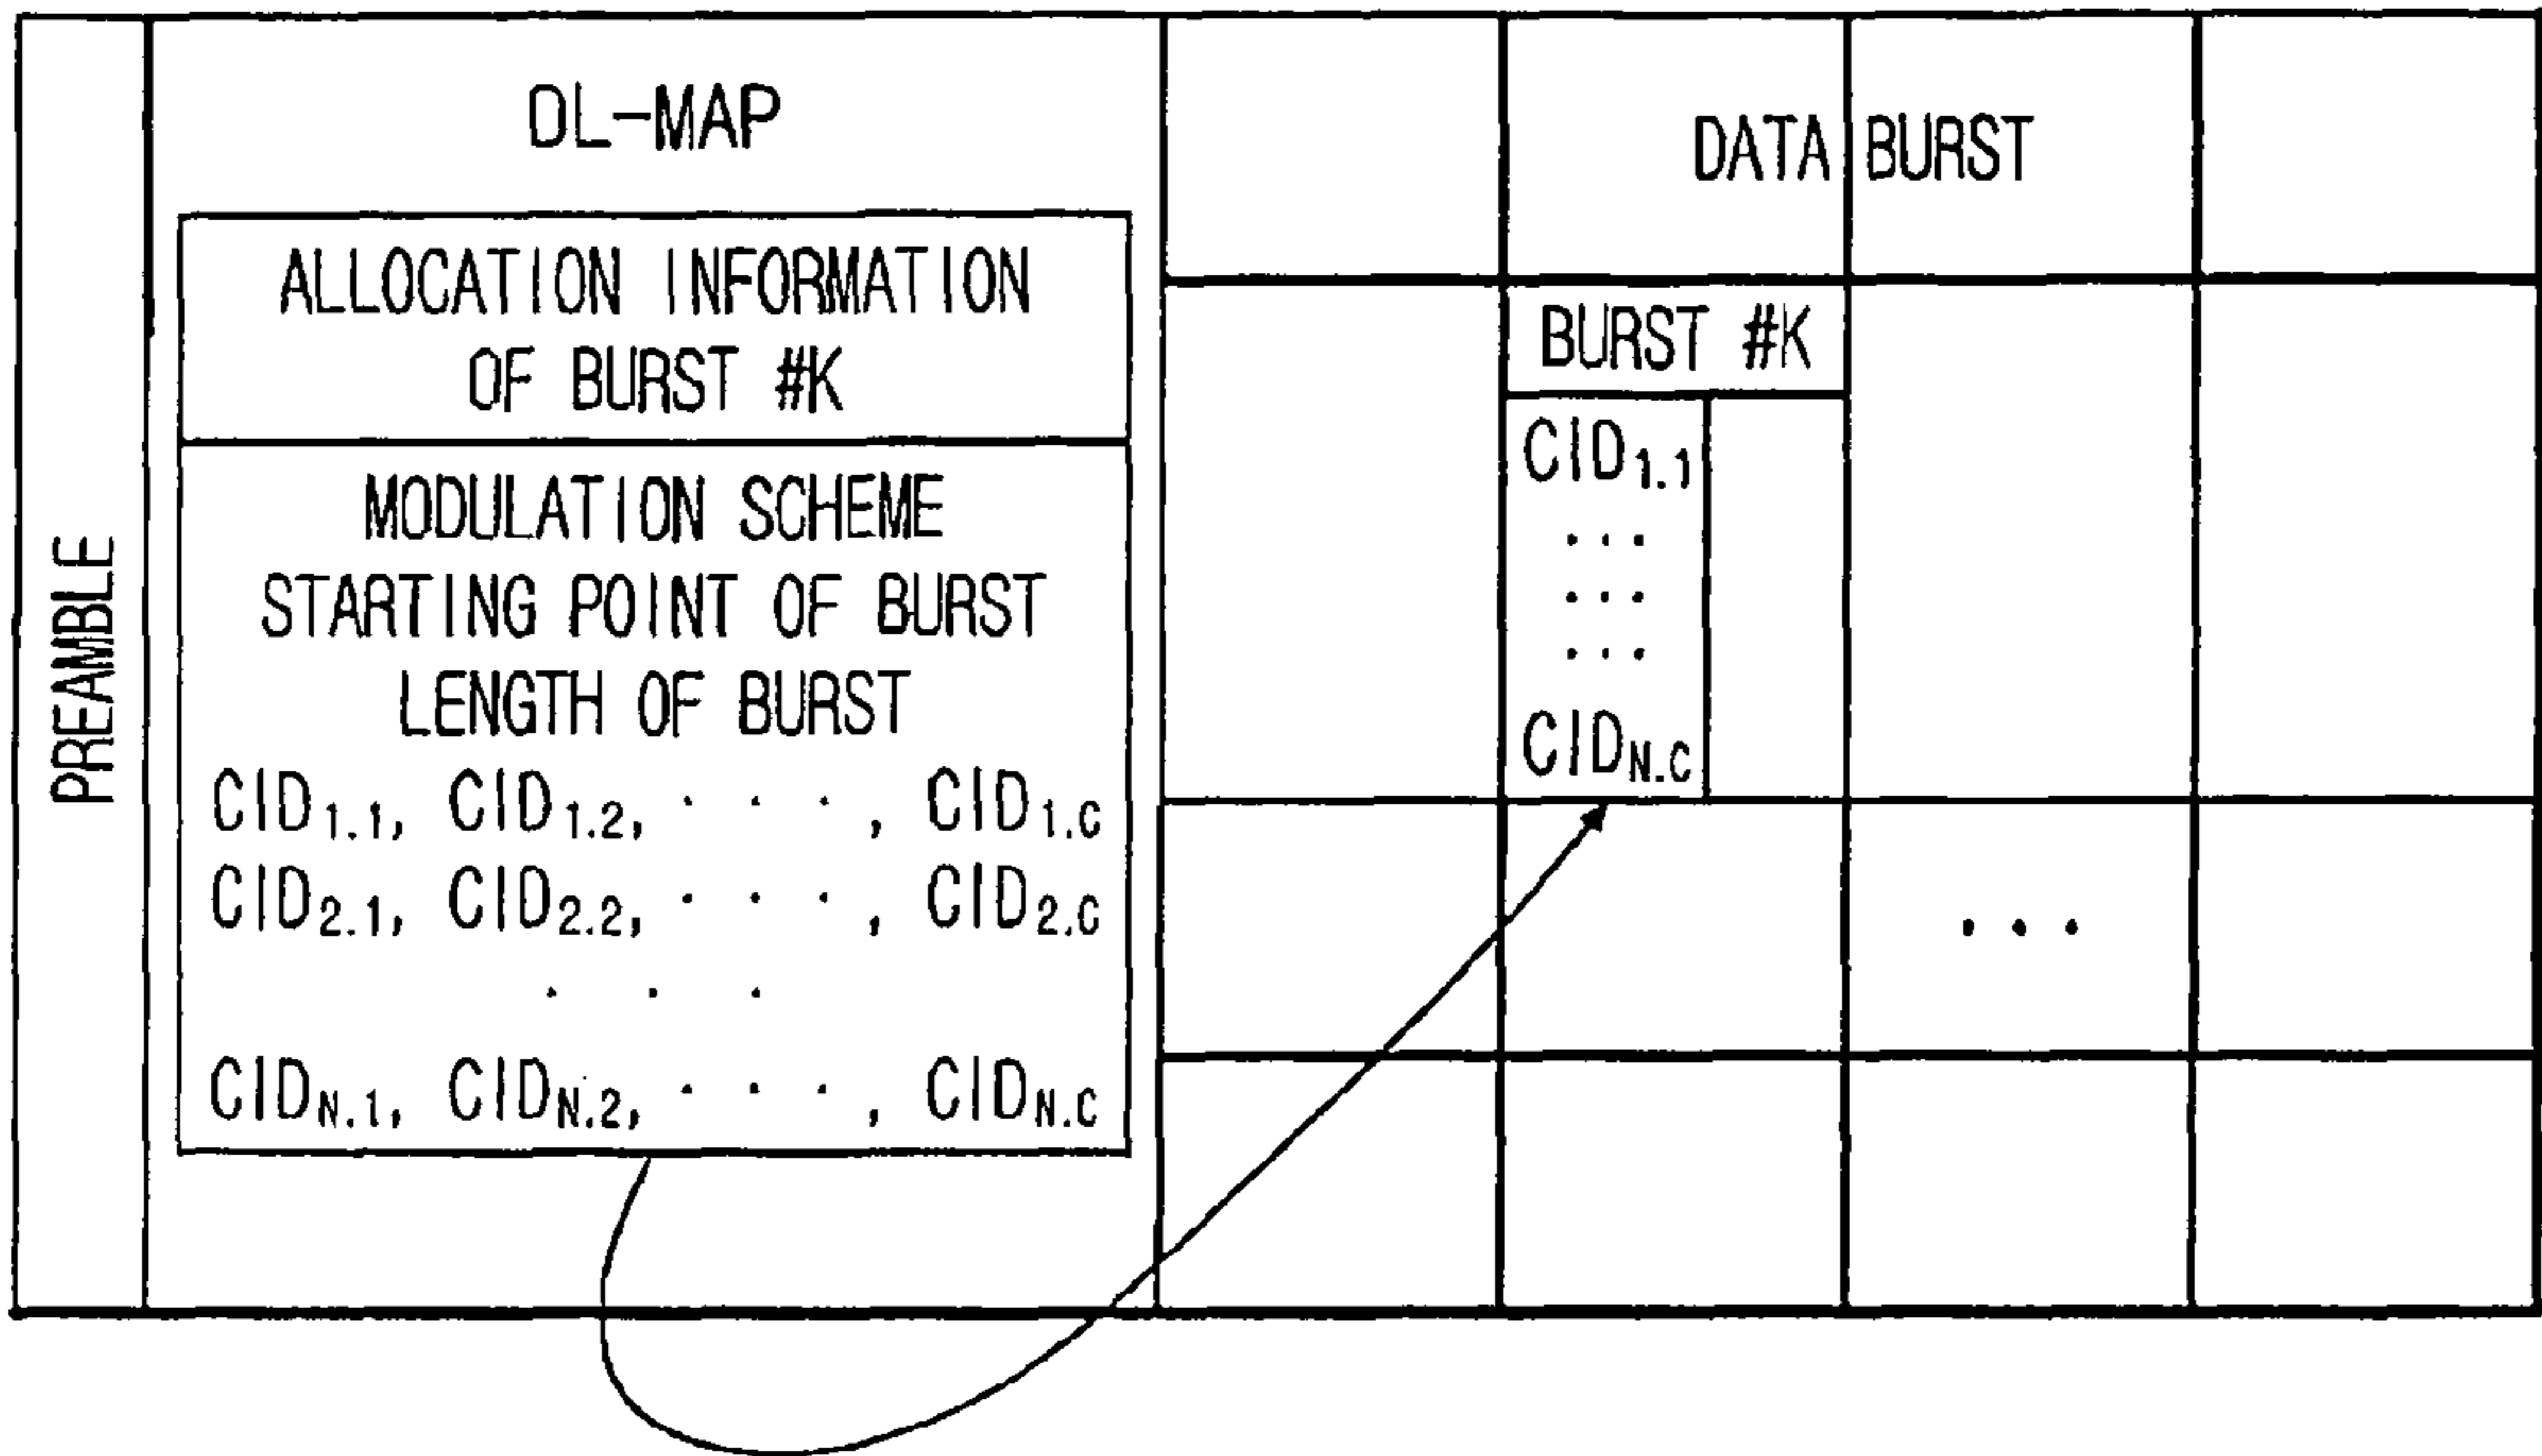 PREAMBLE
DL-MAP
ALLOCATION INFORMATION
OF BURST #K
MODULATION SCHEME
STARTING POINT OF BURST
LENGTH OF BURST
CID1.1, CID1.2, · · · , CID1.C
CID2.1, CID2.2, · · · , CID2.C
· · ·
CIDN.1, CIDN.2, · · · , CIDN.C
DATA BURST
BURST #K
CID1.1
...
...
...
CIDN.C
...